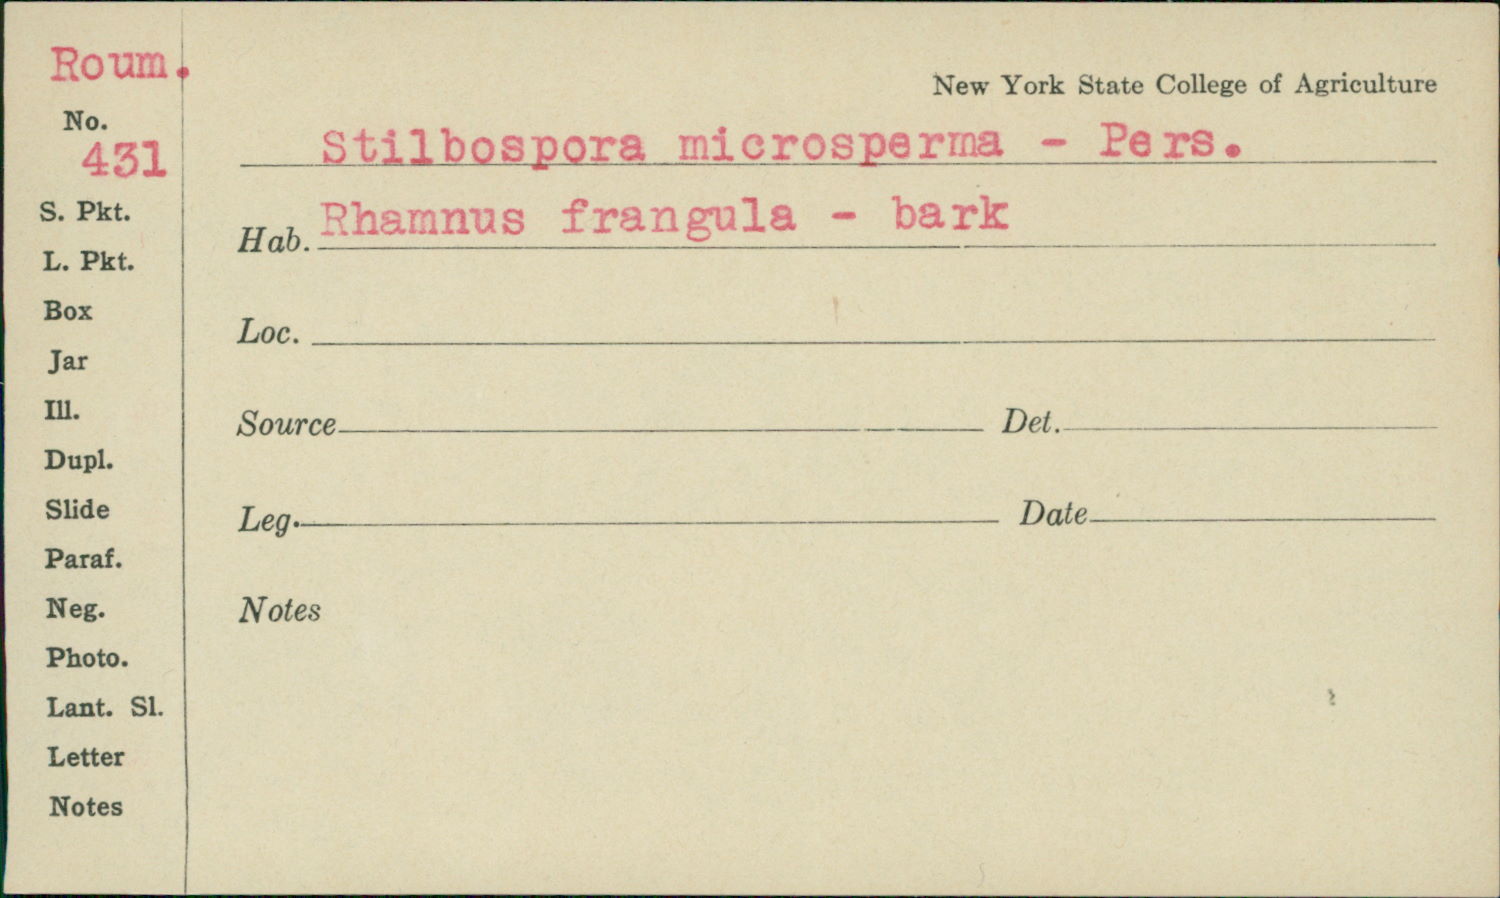 Roum.
New York State College of Agriculture
No.
431
Stilbospora microsperma - Pers.
S. Pkt.
Hab. Rhamnus frangula - bark
L. Pkt.
Box
Loc.
Jar
Ill.
Source Det.
Dupl.
Slide
Leg. Date
Paraf.
Neg.
Notes
Photo.
Lant. Sl.
Letter
Notes